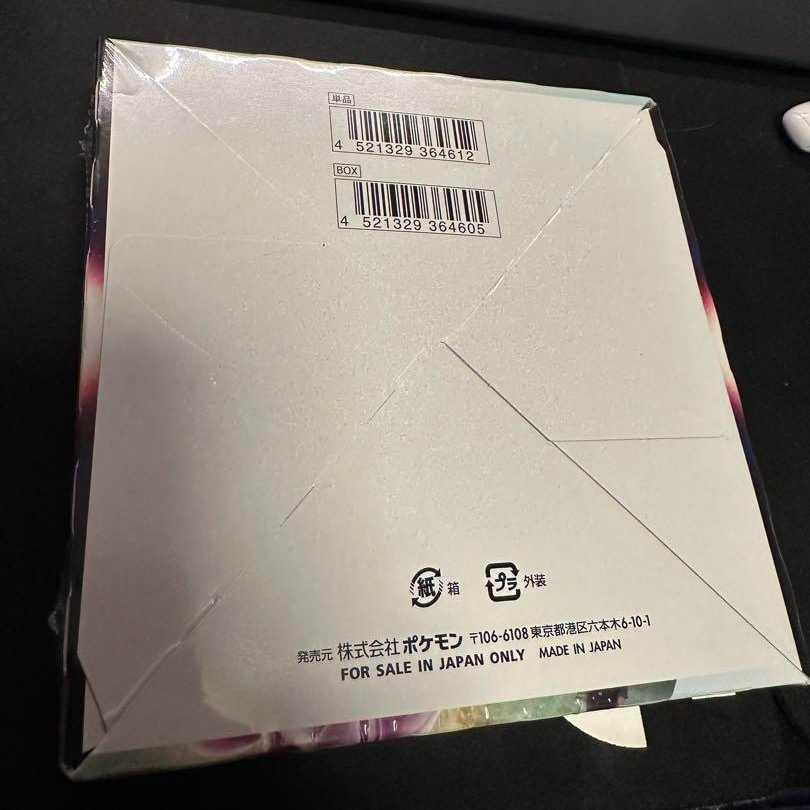 単品
4 521329 364612
BOX
4 521329 364605
紙 箱 プラ 外装
発売元 株式会社ポケモン 〒106-6108 東京都港区六本木6-10-1
FOR SALE IN JAPAN ONLY MADE IN JAPAN